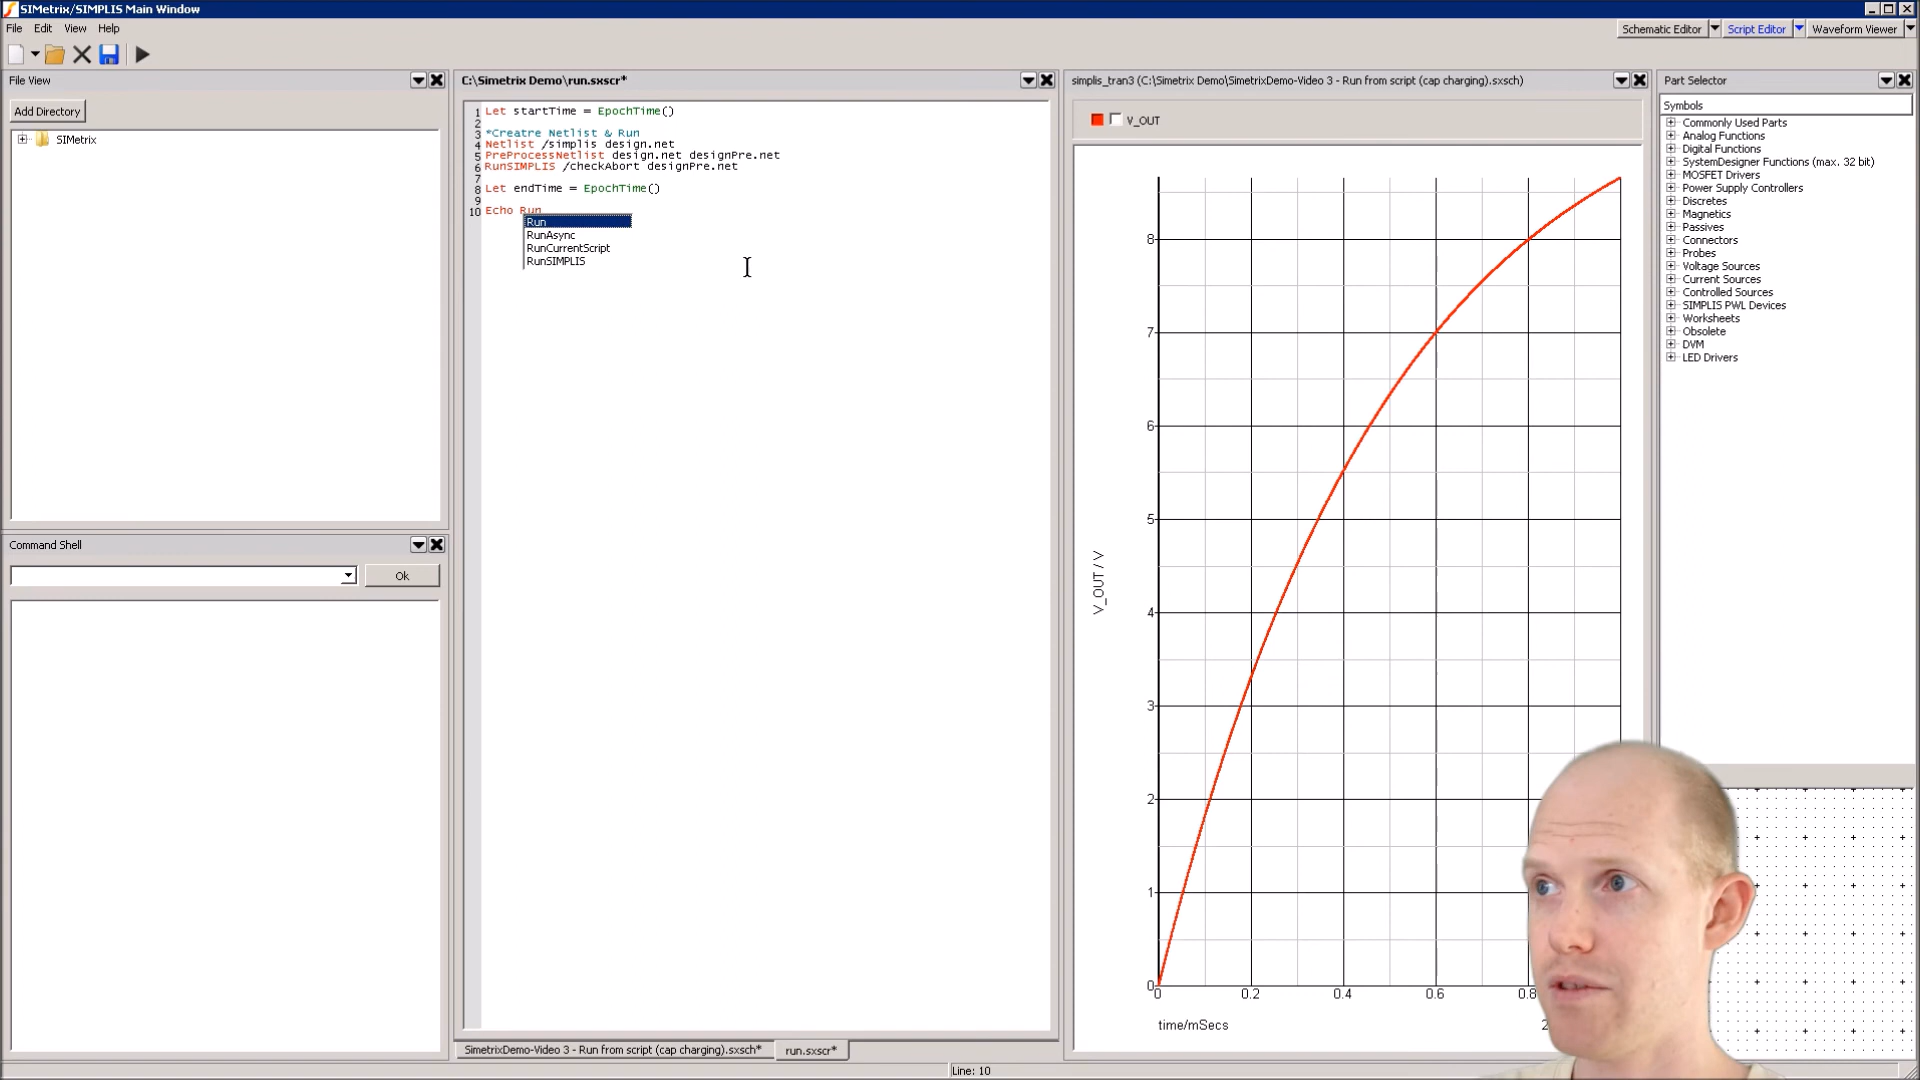 SIMetrix/SIMPLIS Main Window
File Edit View Help
Schematic Editor Script Editor Waveform Viewer
File View
Add Directory
SIMetrix
Command Shell
Ok
C:\Simetrix Demo\run.sxscr*
1 Let startTime = EpochTime()
2
3 *Creatre Netlist & Run
4 Netlist /simplis design.net
5 PreProcessNetlist design.net designPre.net
6 RunSIMPLIS /checkAbort designPre.net
7
8 Let endTime = EpochTime()
9
10 Echo Run
Run
RunAsync
RunCurrentScript
RunSIMPLIS
SimetrixDemo-Video 3 - Run from script (cap charging).sxsch* run.sxscr*
simplis_tran3 (C:\Simetrix Demo\SimetrixDemo-Video 3 - Run from script (cap charging).sxsch)
V_OUT
V_OUT / V
8
7
6
5
4
3
2
1
0
0 0.2 0.4 0.6 0.8
time/mSecs
2
Part Selector
Symbols
Commonly Used Parts
Analog Functions
Digital Functions
SystemDesigner Functions (max. 32 bit)
MOSFET Drivers
Power Supply Controllers
Discretes
Magnetics
Passives
Connectors
Probes
Voltage Sources
Current Sources
Controlled Sources
SIMPLIS PWL Devices
Worksheets
Obsolete
DVM
LED Drivers
Line: 10